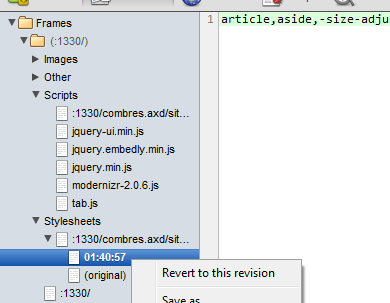 Frames
(:1330/)
Images
Other
Scripts
:1330/combres.axd/sit...
jquery-ui.min.js
jquery.embedly.min.js
jquery.min.js
modernizr-2.0.6.js
tab.js
Stylesheets
:1330/combres.axd/sit...
01:40:57
(original)
:1330/
1 article,aside,-size-adju
Revert to this revision
Save as